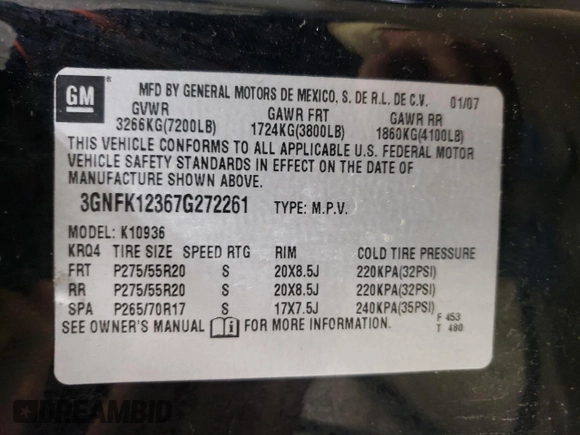 GM
MFD BY GENERAL MOTORS DE MEXICO, S. DE R.L. DE C.V. 01/07
GVWR GAWR FRT GAWR RR
3266KG(7200LB) 1724KG(3800LB) 1860KG(4100LB)
THIS VEHICLE CONFORMS TO ALL APPLICABLE U.S. FEDERAL MOTOR
VEHICLE SAFETY STANDARDS IN EFFECT ON THE DATE OF
MANUFACTURE SHOWN ABOVE.
3GNFK12367G272261 TYPE: M.P.V.
MODEL: K10936
KRQ4 TIRE SIZE SPEED RTG RIM COLD TIRE PRESSURE
FRT P275/55R20 S 20X8.5J 220KPA(32PSI)
RR P275/55R20 S 20X8.5J 220KPA(32PSI)
SPA P265/70R17 S 17X7.5J 240KPA(35PSI)
F 453
SEE OWNER'S MANUAL i FOR MORE INFORMATION. T 480
DREAMBID